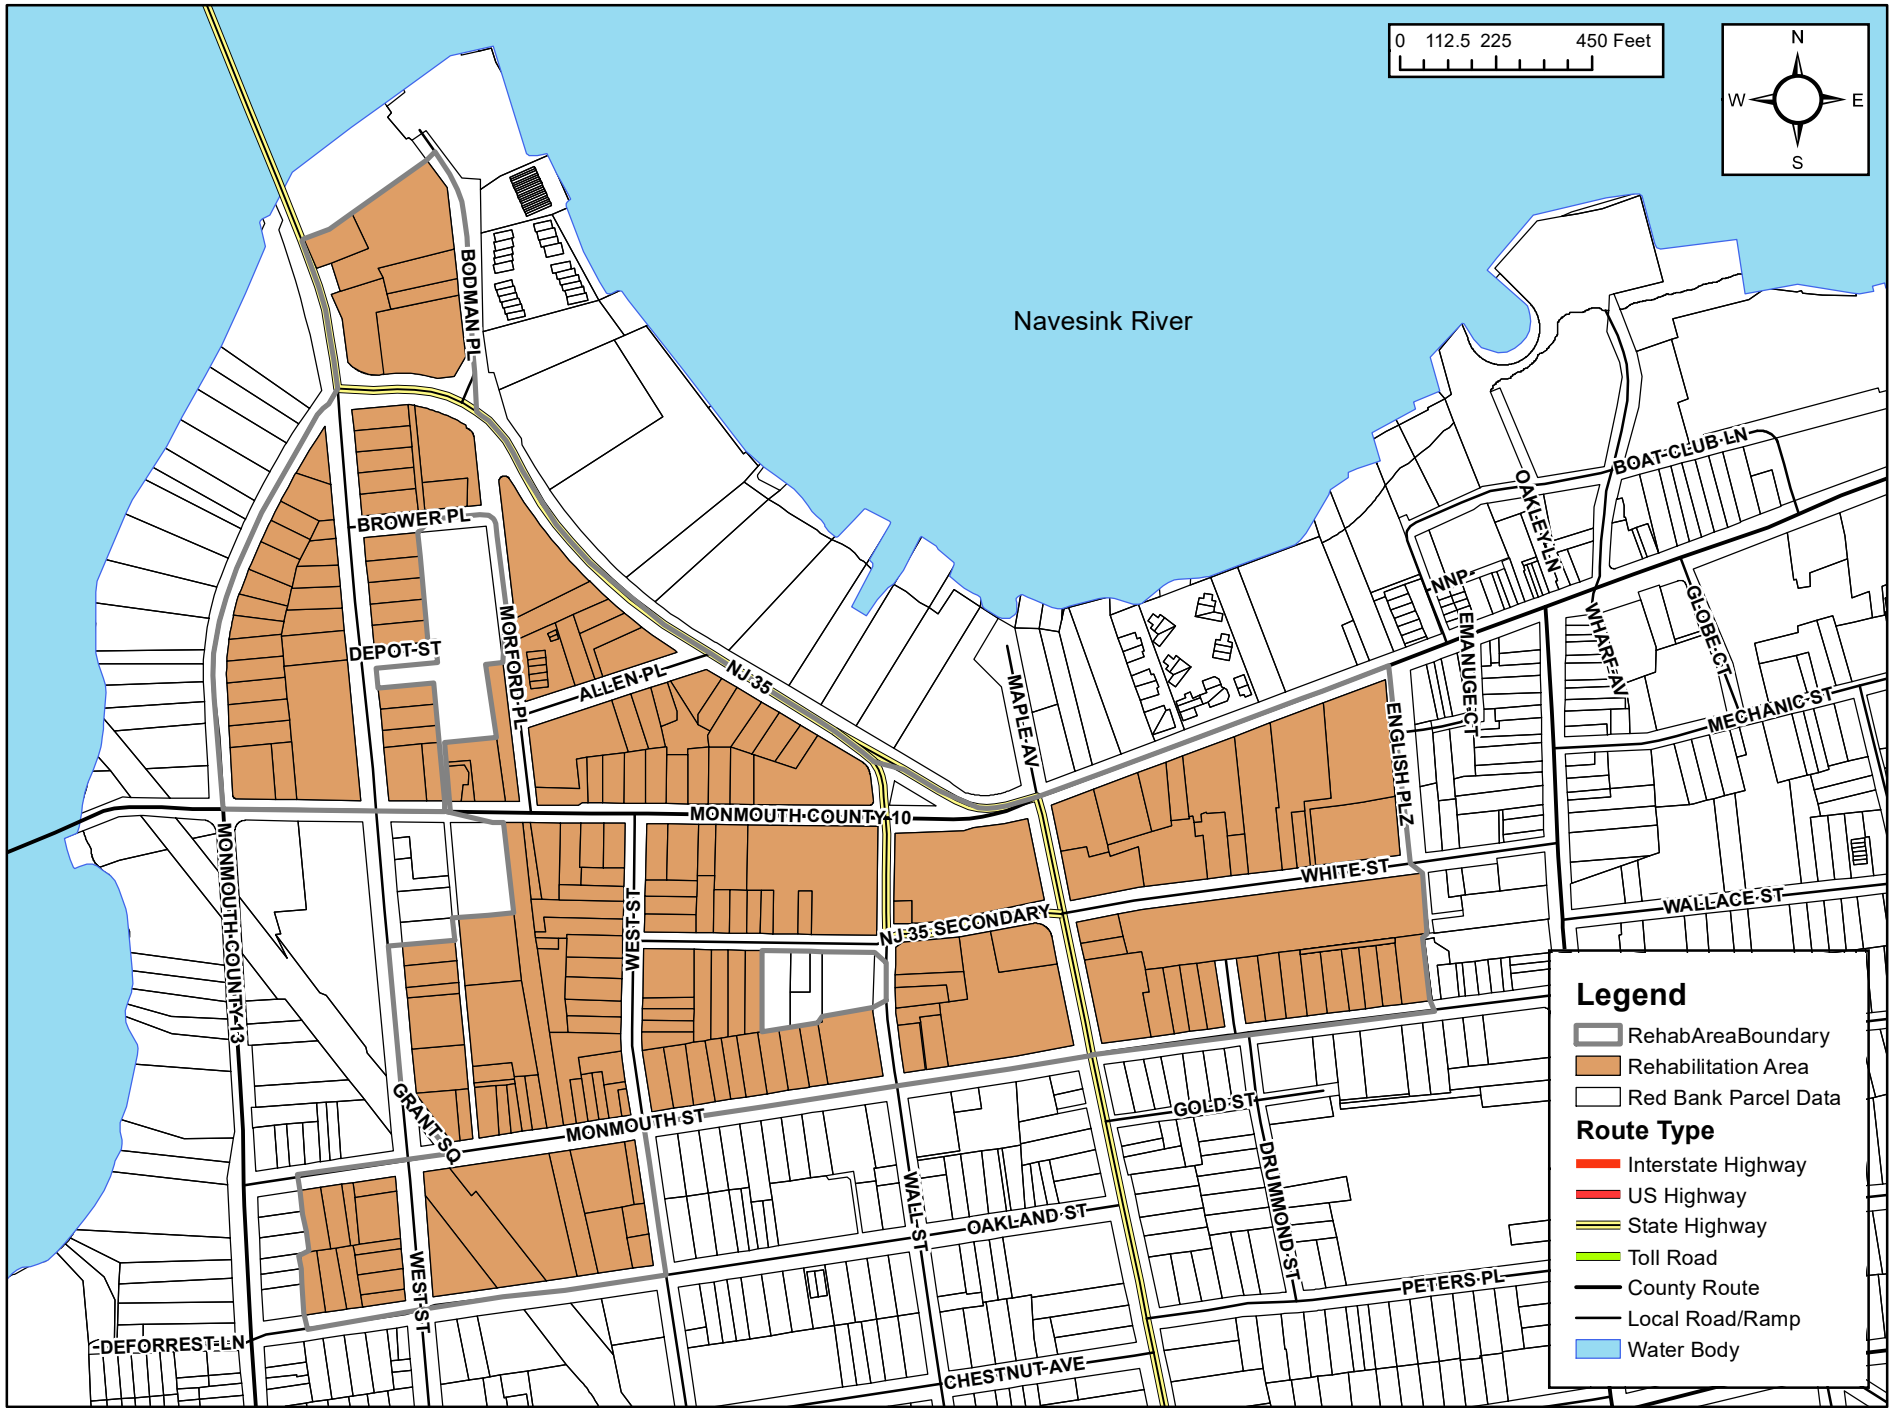 0 112.5 225 450 Feet
N
W E
S
Navesink River
BODMAN PL
BROWER PL
DEPOT ST
MORFORD PL
ALLEN PL
NJ 35
MAPLE AV
ENGLISH PLZ
BOAT CLUB LN
OAKLEY LN
NNP
EMANUGE CT
WHARF AV
GLOBE CT
MECHANIC ST
MONMOUTH COUNTY 10
WHITE ST
WALLACE ST
WEST ST
NJ 35 SECONDARY
MONMOUTH COUNTY 13
GRANT SQ
MONMOUTH ST
GOLD ST
DRUMMOND ST
WALL ST
OAKLAND ST
WEST ST
PETERS PL
DEFORREST LN
CHESTNUT AVE
Legend
RehabAreaBoundary
Rehabilitation Area
Red Bank Parcel Data
Route Type
Interstate Highway
US Highway
State Highway
Toll Road
County Route
Local Road/Ramp
Water Body